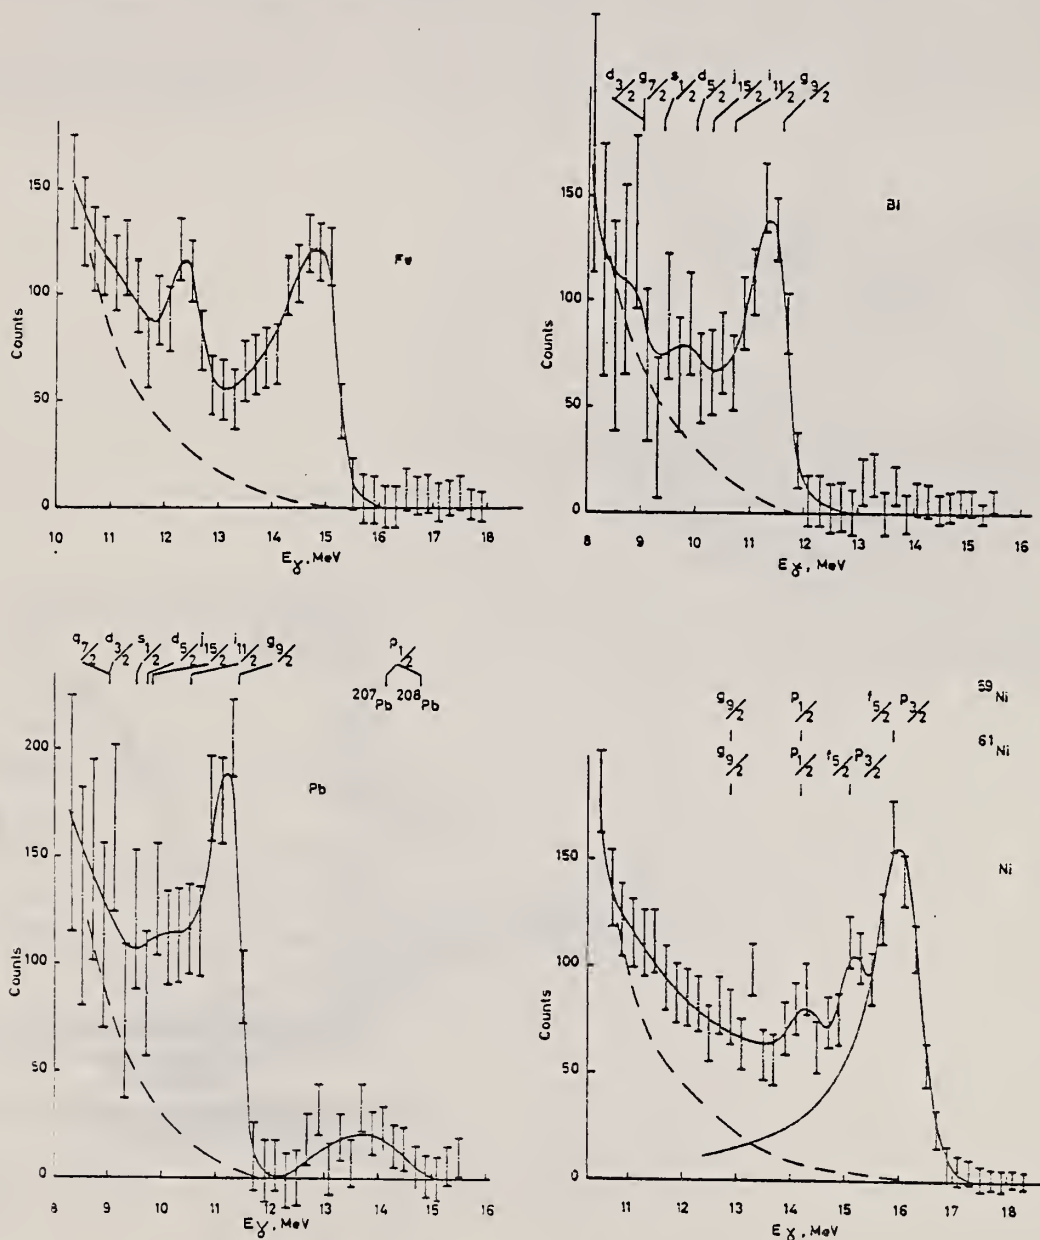 150
100
50
0
Counts
Fe
10 11 12 13 14 15 16 17 18
Eγ, MeV
d3/2 g7/2 s1/2 d5/2 j15/2 i11/2 g9/2
150
100
50
0
Counts
Bi
8 9 10 11 12 13 14 15 16
Eγ, MeV
g7/2 d3/2 s1/2 d5/2 j15/2 i11/2 g9/2
p1/2
207Pb 208Pb
200
150
100
50
0
Counts
Pb
8 9 10 11 12 13 14 15 16
Eγ, MeV
59Ni
g9/2 p1/2 f5/2 p3/2
61Ni
g9/2 p1/2 f5/2 p3/2
150
100
50
0
Counts
Ni
11 12 13 14 15 16 17 18
Eγ, MeV